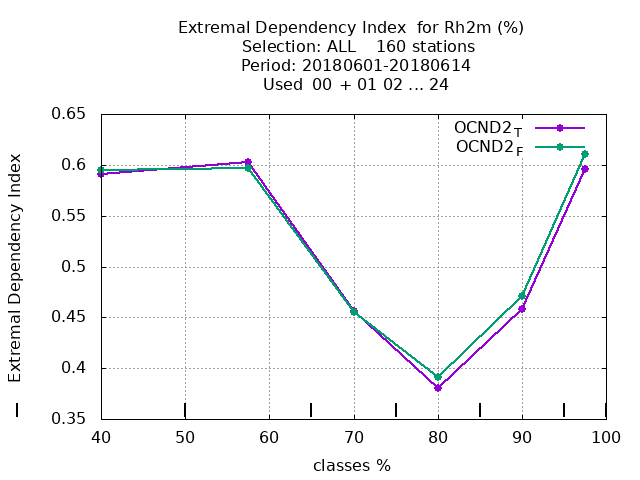 Extremal Dependency Index  for Rh2m (%)
Selection: ALL    160 stations
Period: 20180601-20180614
Used  00 + 01 02 ... 24
OCND2_T
OCND2_F
0.65
0.6
0.55
0.5
0.45
0.4
0.35
Extremal Dependency Index
40 50 60 70 80 90 100
classes %